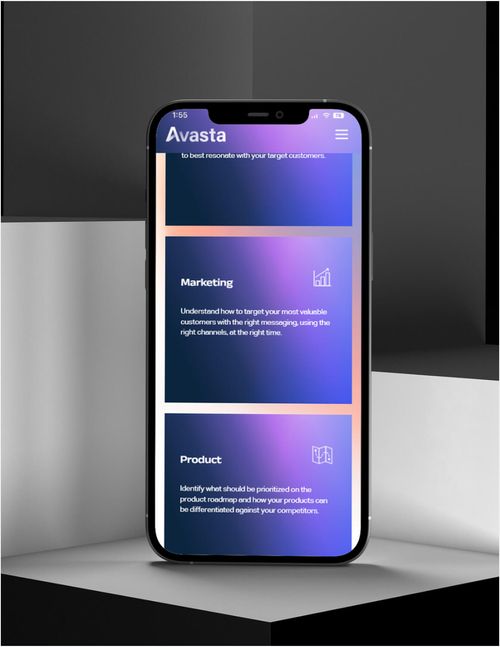 1:55
78
Avasta
to best resonate with your target customers.
Marketing
Understand how to target your most valuable
customers with the right messaging, using the
right channels, at the right time.
Product
Identify what should be prioritized on the
product roadmap and how your products can
be differentiated against your competitors.